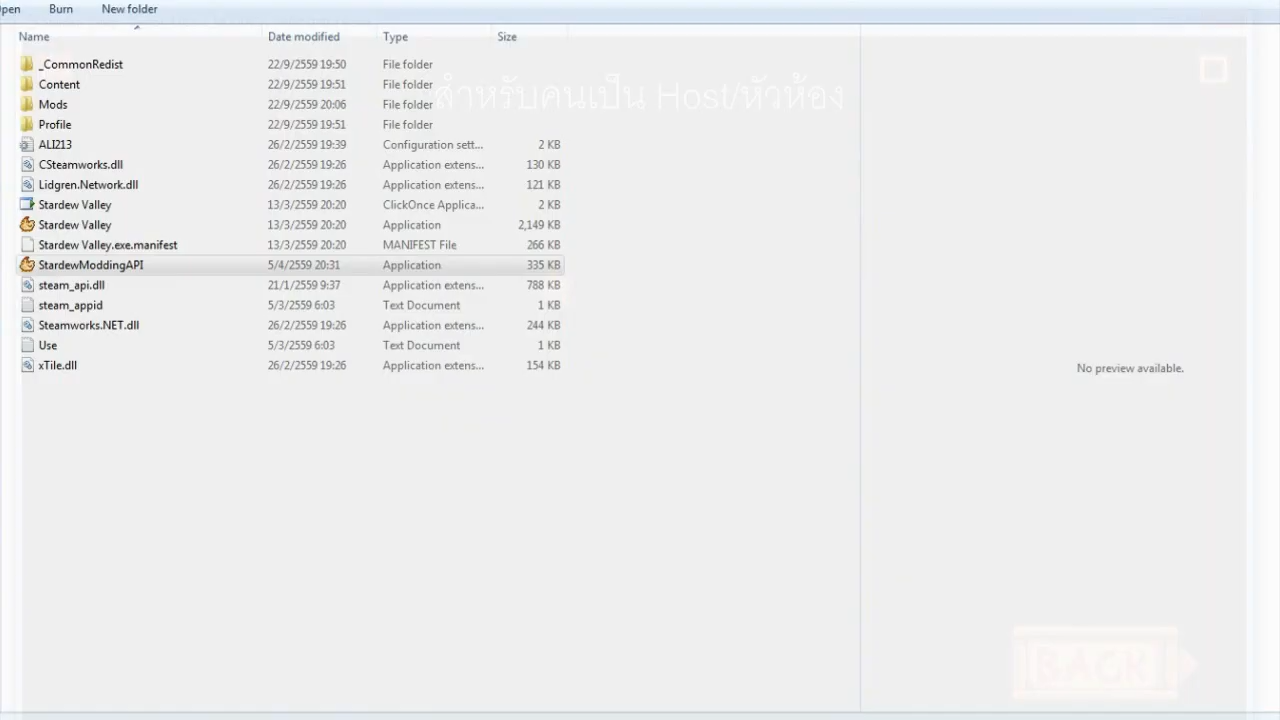 Open Burn New folder
Name Date modified Type Size
_CommonRedist 22/9/2559 19:50 File folder
สำหรับคนเป็น Host/หัวห้อง
Content 22/9/2559 19:51 File folder
Mods 22/9/2559 20:06 File folder
Profile 22/9/2559 19:51 File folder
ALI213 26/2/2559 19:39 Configuration sett... 2 KB
CSteamworks.dll 26/2/2559 19:26 Application extens... 130 KB
Lidgren.Network.dll 26/2/2559 19:26 Application extens... 121 KB
Stardew Valley 13/3/2559 20:20 ClickOnce Applica... 2 KB
Stardew Valley 13/3/2559 20:20 Application 2,149 KB
Stardew Valley.exe.manifest 13/3/2559 20:20 MANIFEST File 266 KB
StardewModdingAPI 5/4/2559 20:31 Application 335 KB
steam_api.dll 21/1/2559 9:37 Application extens... 788 KB
steam_appid 5/3/2559 6:03 Text Document 1 KB
Steamworks.NET.dll 26/2/2559 19:26 Application extens... 244 KB
Use 5/3/2559 6:03 Text Document 1 KB
xTile.dll 26/2/2559 19:26 Application extens... 154 KB
No preview available.
BACK